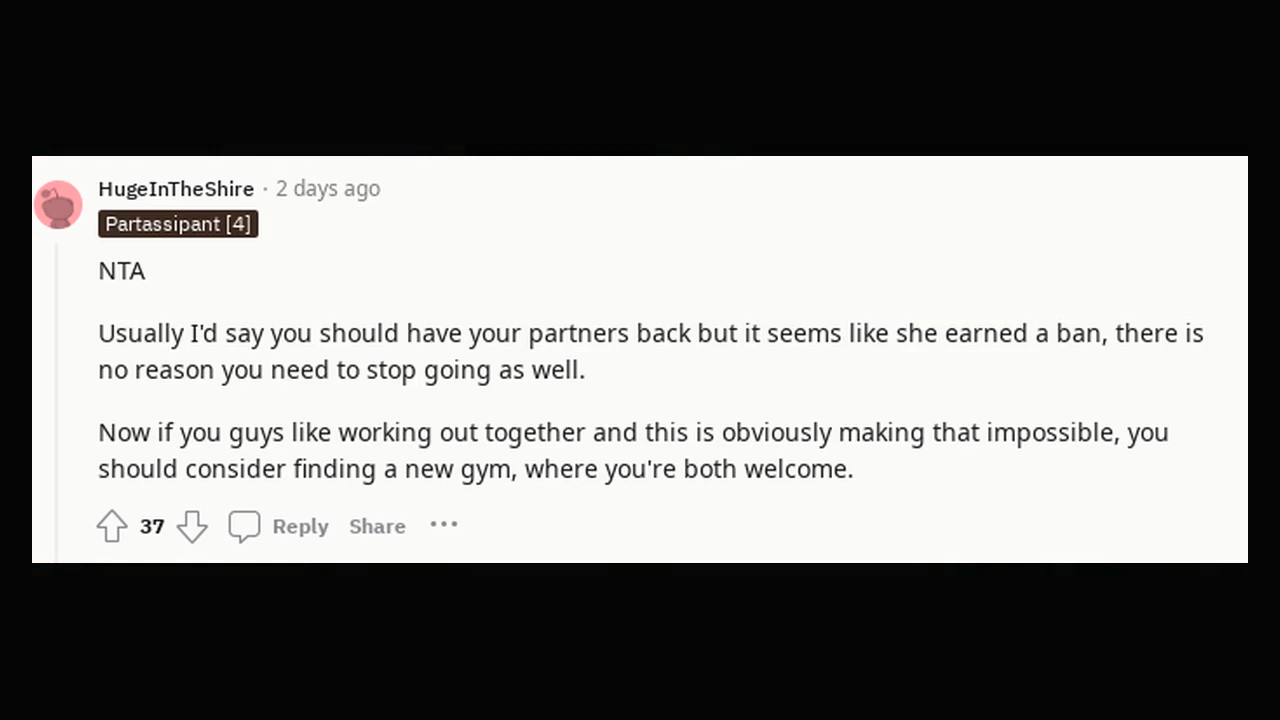 HugeInTheShire · 2 days ago
Partassipant [4]
NTA
Usually I'd say you should have your partners back but it seems like she earned a ban, there is
no reason you need to stop going as well.
Now if you guys like working out together and this is obviously making that impossible, you
should consider finding a new gym, where you're both welcome.
37 Reply Share ···